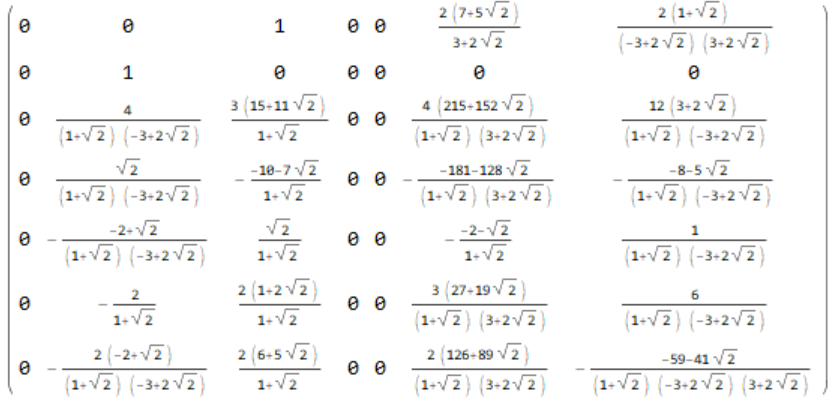 0 0 1 0 0 2 (7+5√2)/(3+2√2) 2 (1+√2)/((-3+2√2) (3+2√2))
0 1 0 0 0 0 0
0 4/((1+√2) (-3+2√2)) 3 (15+11√2)/(1+√2) 0 0 4 (215+152√2)/((1+√2) (3+2√2)) 12 (3+2√2)/((1+√2) (-3+2√2))
0 √2/((1+√2) (-3+2√2)) -(-10-7√2)/(1+√2) 0 0 -(-181-128√2)/((1+√2) (3+2√2)) -(-8-5√2)/((1+√2) (-3+2√2))
0 -(-2+√2)/((1+√2) (-3+2√2)) √2/(1+√2) 0 0 -(-2-√2)/(1+√2) 1/((1+√2) (-3+2√2))
0 -2/(1+√2) 2 (1+2√2)/(1+√2) 0 0 3 (27+19√2)/((1+√2) (3+2√2)) 6/((1+√2) (-3+2√2))
0 -2 (-2+√2)/((1+√2) (-3+2√2)) 2 (6+5√2)/(1+√2) 0 0 2 (126+89√2)/((1+√2) (3+2√2)) -(-59-41√2)/((1+√2) (-3+2√2) (3+2√2))